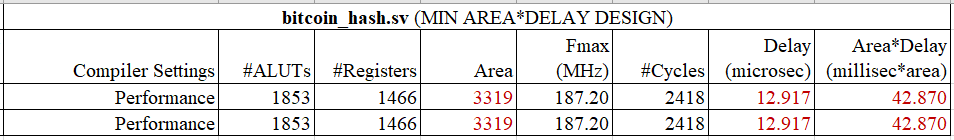 bitcoin_hash.sv (MIN AREA*DELAY DESIGN)
Fmax Delay Area*Delay
Compiler Settings #ALUTs #Registers Area (MHz) #Cycles (microsec) (millisec*area)
Performance 1853 1466 3319 187.20 2418 12.917 42.870
Performance 1853 1466 3319 187.20 2418 12.917 42.870